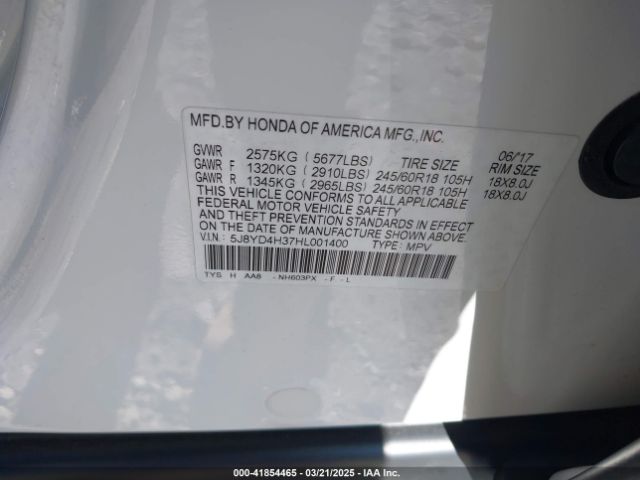 MFD.BY HONDA OF AMERICA MFG.,INC.
GVWR 2575KG ( 5677LBS) TIRE SIZE 06/'17
GAWR F 1320KG ( 2910LBS) 245/60R18 105H RIM SIZE
GAWR R 1345KG ( 2965LBS) 245/60R18 105H 18X8.0J
THIS VEHICLE CONFORMS TO ALL APPLICABLE 18X8.0J
FEDERAL MOTOR VEHICLE SAFETY
AND THEFT PREVENTION STANDARDS IN EFFECT
ON THE DATE OF MANUFACTURE SHOWN ABOVE.
V.I.N.: 5J8YD4H37HL001400 TYPE: MPV
TYS H AA8 -NH603PX -F -L
000-41854465 - 03/21/2025 - IAA Inc.